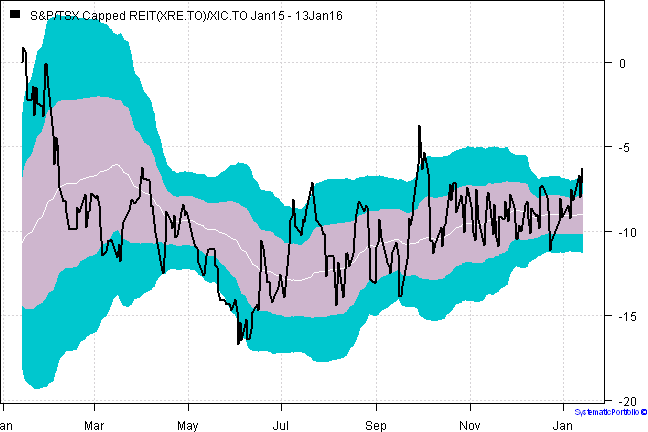 S&P/TSX Capped REIT(XRE.TO)/XIC.TO Jan15 - 13Jan16
0
-5
-10
-15
-20
an Mar May Jul Sep Nov Jan
SystematicPortfolio ©